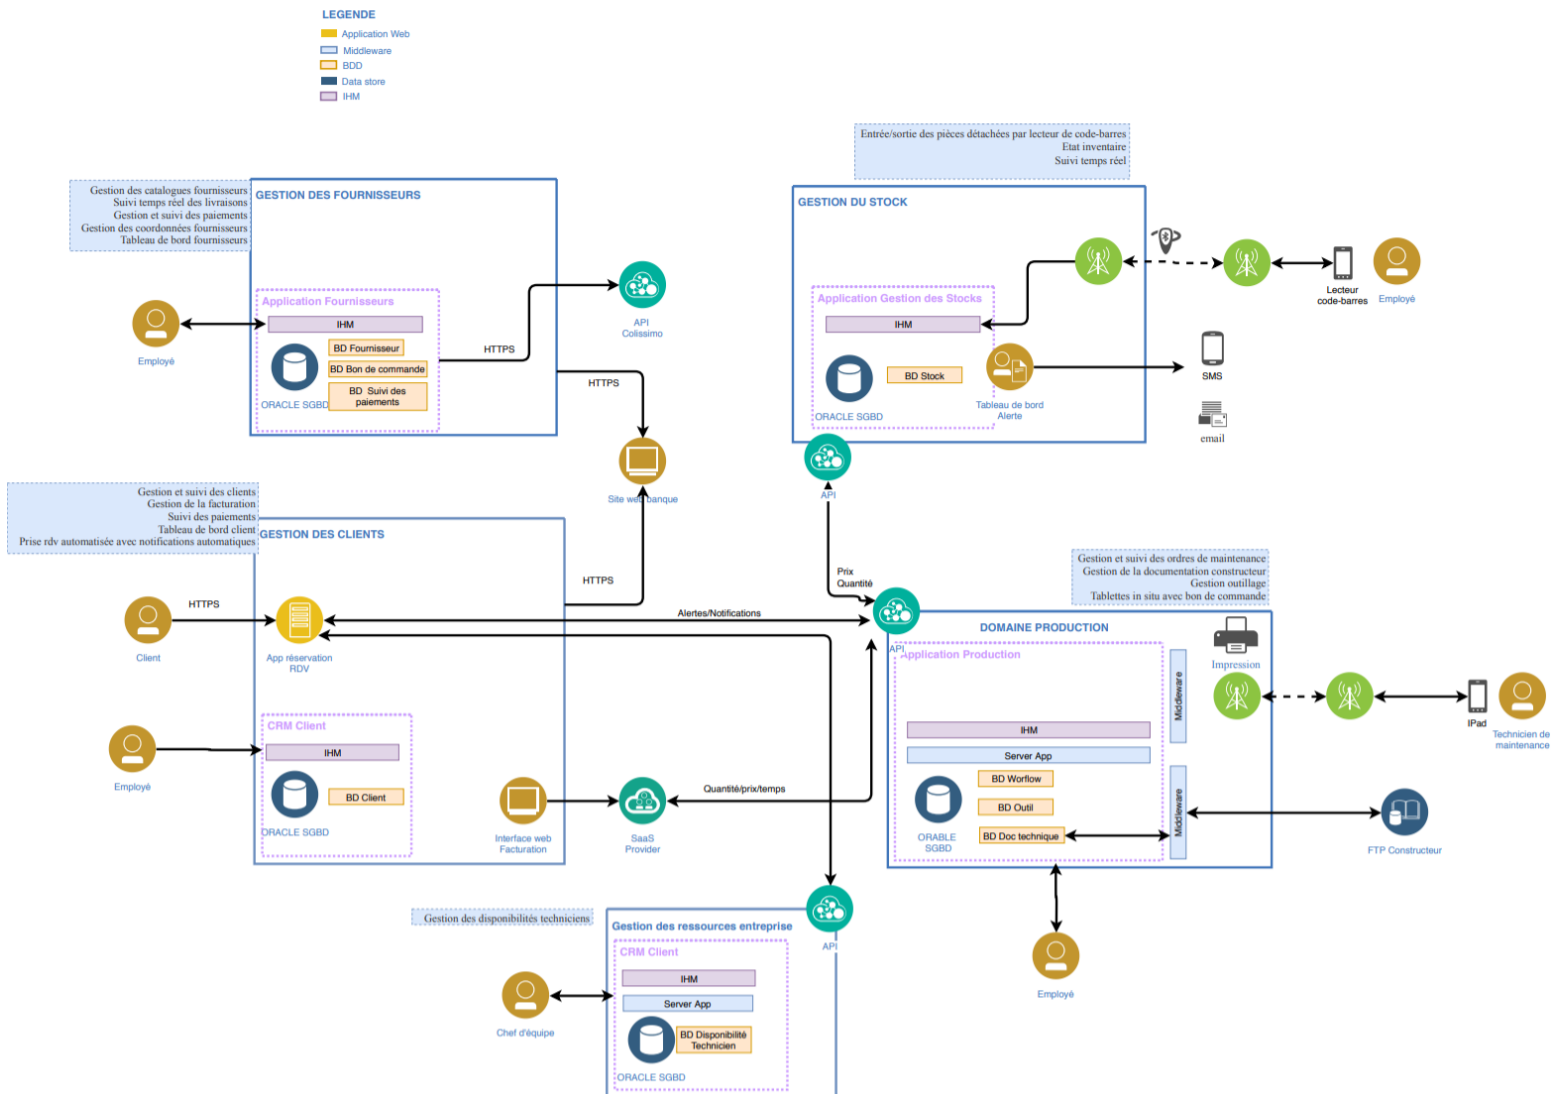 LEGENDE
Application Web
Middleware
BDD
Data store
IHM
Entrée/sortie des pièces détachées par lecteur de code-barres
Etat inventaire
Suivi temps réel
Gestion des catalogues fournisseurs
Suivi temps réel des livraisons
Gestion et suivi des paiements
Gestion des coordonnées fournisseurs
Tableau de bord fournisseurs
GESTION DES FOURNISSEURS
Application Fournisseurs
IHM
BD Fournisseur
BD Bon de commande
BD Suivi des
paiements
ORACLE SGBD
Employé
HTTPS
API
Colissimo
HTTPS
Site web banque
GESTION DU STOCK
Application Gestion des Stocks
IHM
BD Stock
ORACLE SGBD
Tableau de bord
Alerte
Lecteur
code-barres
Employé
SMS
email
API
Prix
Quantité
Gestion et suivi des clients
Gestion de la facturation
Suivi des paiements
Tableau de bord client
Prise rdv automatisée avec notifications automatiques
GESTION DES CLIENTS
HTTPS
HTTPS
Client
App réservation
RDV
Alertes/Notifications
CRM Client
IHM
BD Client
ORACLE SGBD
Employé
Interface web
Facturation
SaaS
Provider
Quantité/prix/temps
Gestion et suivi des ordres de maintenance
Gestion de la documentation constructeur
Gestion outillage
Tablettes in situ avec bon de commande
DOMAINE PRODUCTION
API
Application Production
Impression
Middleware
IHM
Server App
BD Worflow
BD Outil
BD Doc technique
ORABLE
SGBD
Middleware
IPad
Technicien de
maintenance
FTP Constructeur
Employé
Gestion des disponibilités techniciens
Gestion des ressources entreprise
API
CRM Client
IHM
Server App
BD Disponibilité
Technicien
ORACLE SGBD
Chef d'équipe